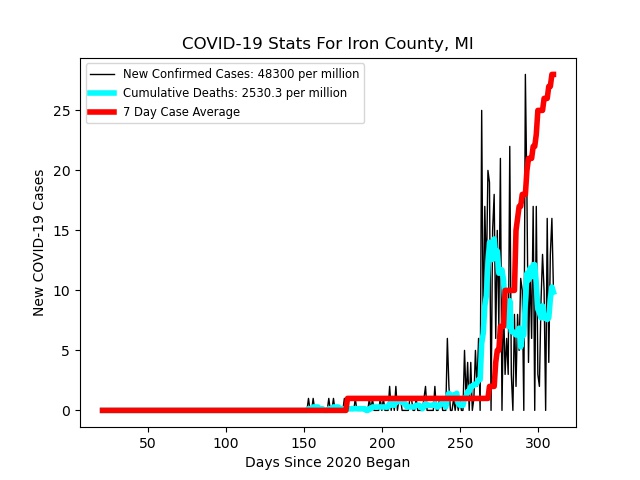 COVID-19 Stats For Iron County, MI
New Confirmed Cases: 48300 per million
Cumulative Deaths: 2530.3 per million
7 Day Case Average
New COVID-19 Cases
25
20
15
10
5
0
50 100 150 200 250 300
Days Since 2020 Began